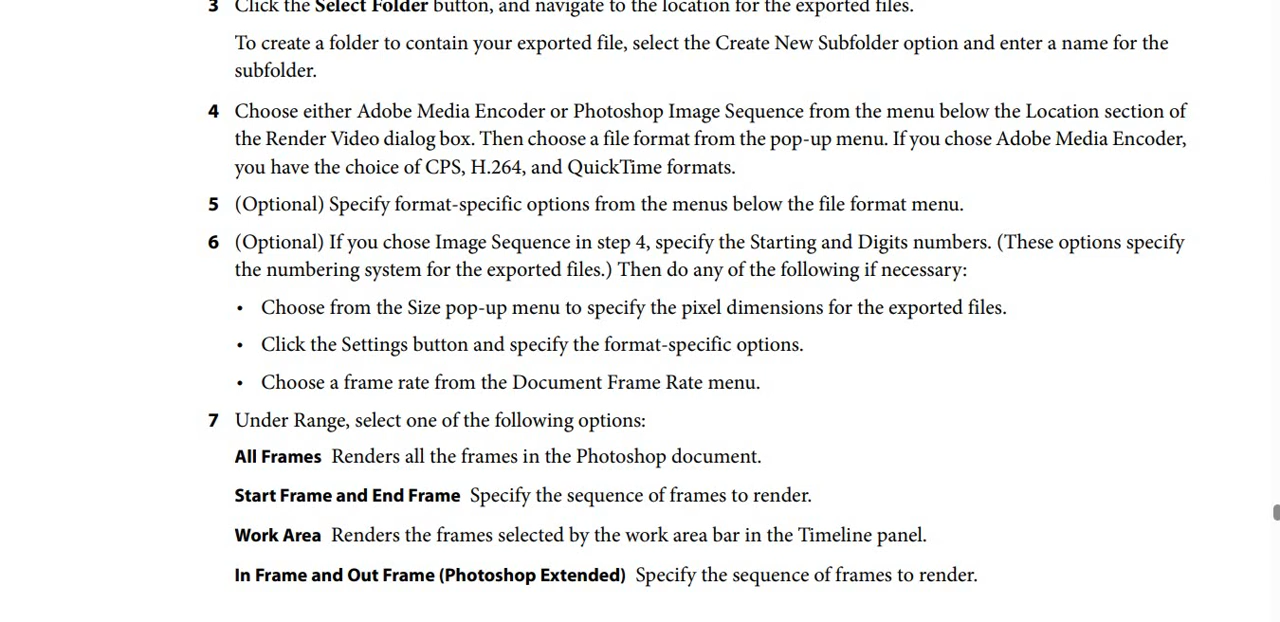 3 Click the Select Folder button, and navigate to the location for the exported files.
To create a folder to contain your exported file, select the Create New Subfolder option and enter a name for the
subfolder.
4 Choose either Adobe Media Encoder or Photoshop Image Sequence from the menu below the Location section of
the Render Video dialog box. Then choose a file format from the pop-up menu. If you chose Adobe Media Encoder,
you have the choice of CPS, H.264, and QuickTime formats.
5 (Optional) Specify format-specific options from the menus below the file format menu.
6 (Optional) If you chose Image Sequence in step 4, specify the Starting and Digits numbers. (These options specify
the numbering system for the exported files.) Then do any of the following if necessary:
• Choose from the Size pop-up menu to specify the pixel dimensions for the exported files.
• Click the Settings button and specify the format-specific options.
• Choose a frame rate from the Document Frame Rate menu.
7 Under Range, select one of the following options:
All Frames Renders all the frames in the Photoshop document.
Start Frame and End Frame Specify the sequence of frames to render.
Work Area Renders the frames selected by the work area bar in the Timeline panel.
In Frame and Out Frame (Photoshop Extended) Specify the sequence of frames to render.